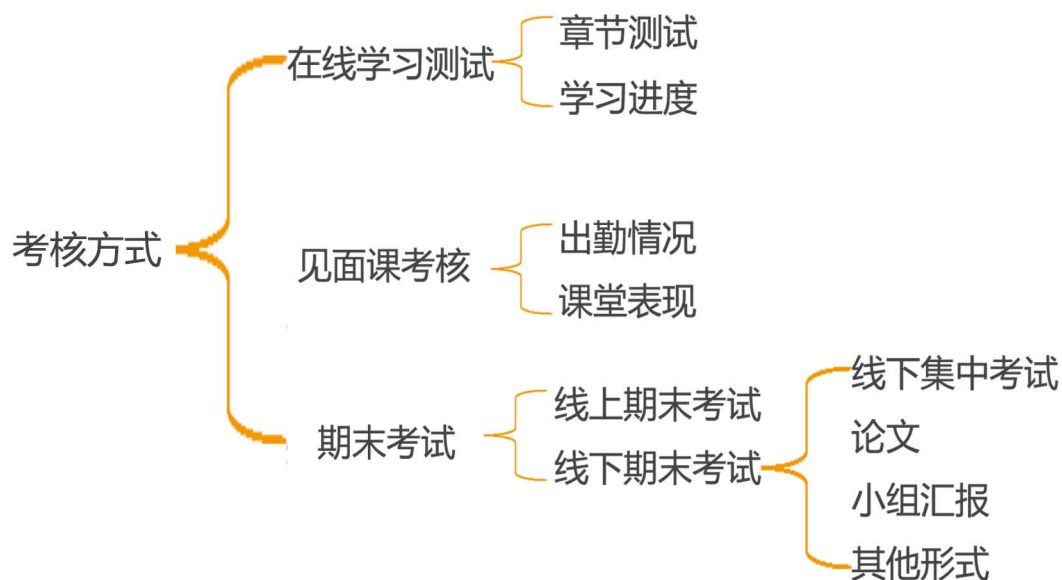 考核方式
在线学习测试
章节测试
学习进度
见面课考核
出勤情况
课堂表现
期末考试
线上期末考试
线下期末考试
线下集中考试
论文
小组汇报
其他形式